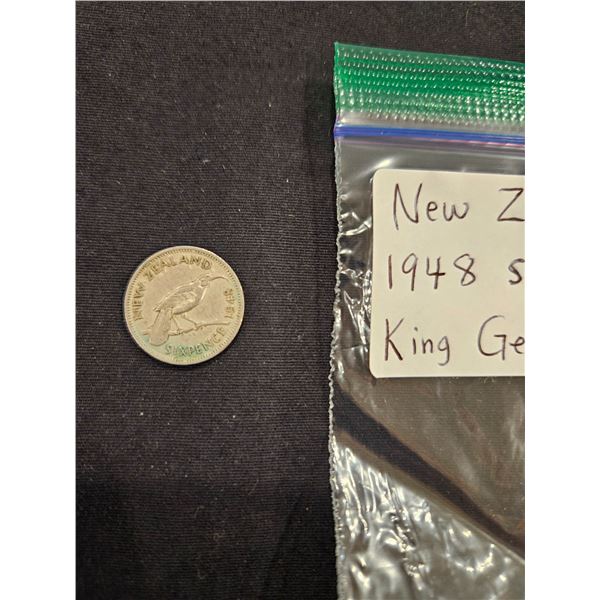 NEW ZEALAND
1948
SIXPENCE
New Z
1948 s
King Ge